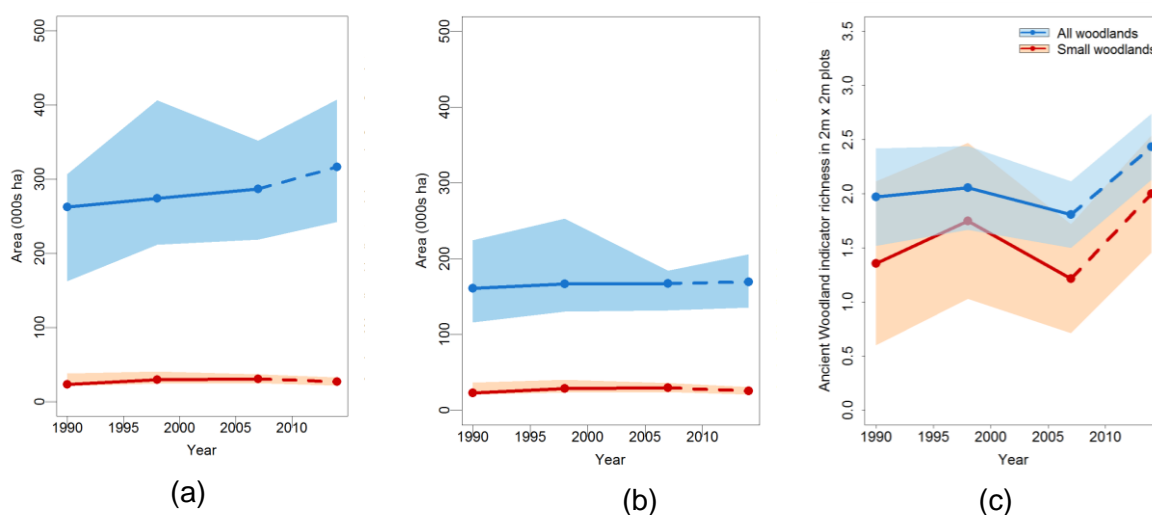 500
400
300
200
100
0
Area (000s ha)
1990 1995 2000 2005 2010
Year
(a)
500
400
300
200
100
0
Area (000s ha)
1990 1995 2000 2005 2010
Year
(b)
All woodlands
Small woodlands
3.5
3.0
2.5
2.0
1.5
1.0
0.5
0.0
Ancient Woodland indicator richness in 2m x 2m plots
1990 1995 2000 2005 2010
Year
(c)